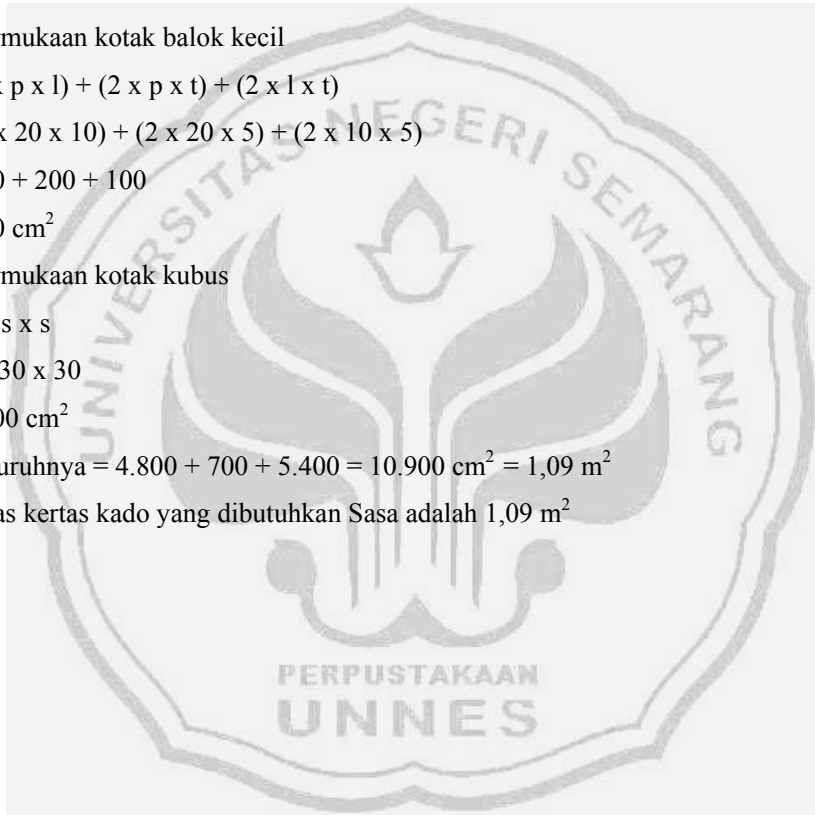 mukaan kotak balok kecil
x p x l) + (2 x p x t) + (2 x l x t)
x 20 x 10) + (2 x 20 x 5) + (2 x 10 x 5)
0 + 200 + 100
0 cm²
mukaan kotak kubus
s x s
30 x 30
00 cm²
uruhnya = 4.800 + 700 + 5.400 = 10.900 cm² = 1,09 m²
as kertas kado yang dibutuhkan Sasa adalah 1,09 m²
UNIVERSITAS NEGERI SEMARANG
PERPUSTAKAAN
UNNES